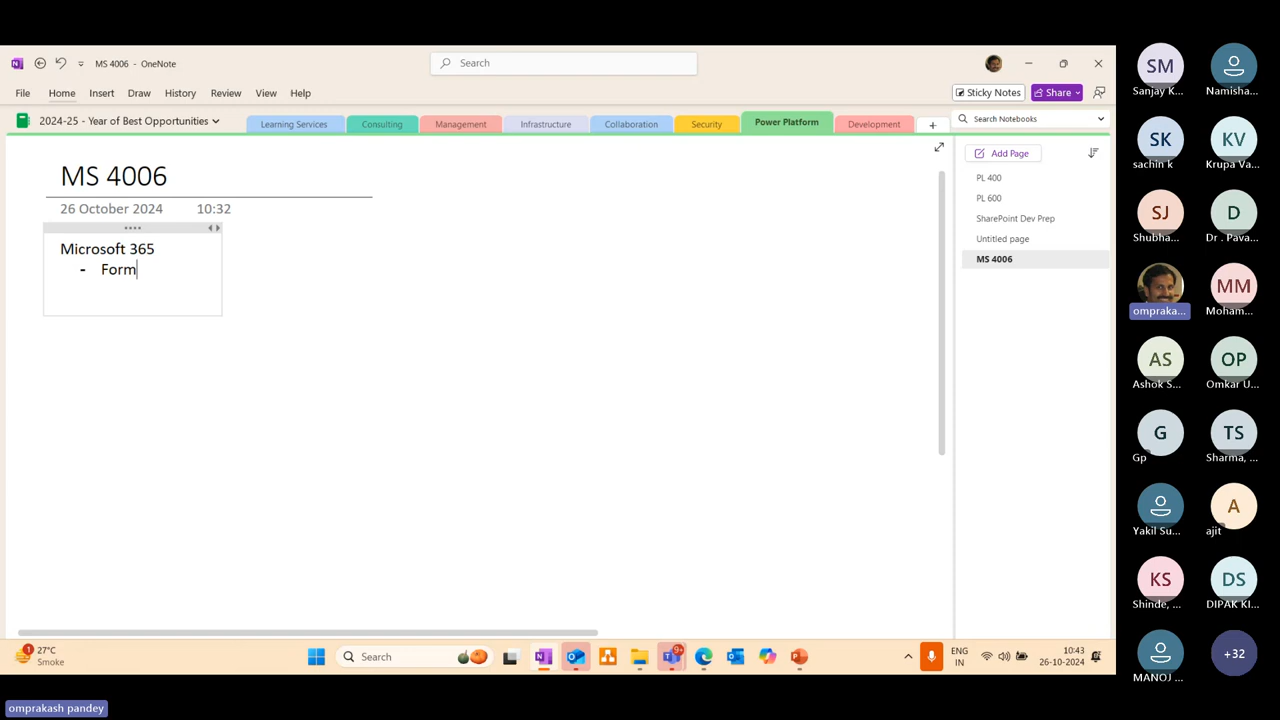 MS 4006 - OneNote
Search
File Home Insert Draw History Review View Help
Sticky Notes
Share
2024-25 - Year of Best Opportunities
Learning Services
Consulting
Management
Infrastructure
Collaboration
Security
Power Platform
Development
+
Search Notebooks
MS 4006
26 October 2024 10:32
Microsoft 365
- Form
Add Page
PL 400
PL 600
SharePoint Dev Prep
Untitled page
MS 4006
SM
Sanjay K...
Namisha...
SK
sachin k
KV
Krupa Va...
SJ
Shubha...
D
Dr . Pava...
ompraka...
MM
Moham...
AS
Ashok S...
OP
Omkar U...
G
Gp
TS
Sharma, ...
Yakil Su...
A
ajit
KS
Shinde, ...
DS
DIPAK KI...
MANOJ ...
+32
1
27°C
Smoke
Search
9+
ENG
IN
10:43
26-10-2024
omprakash pandey